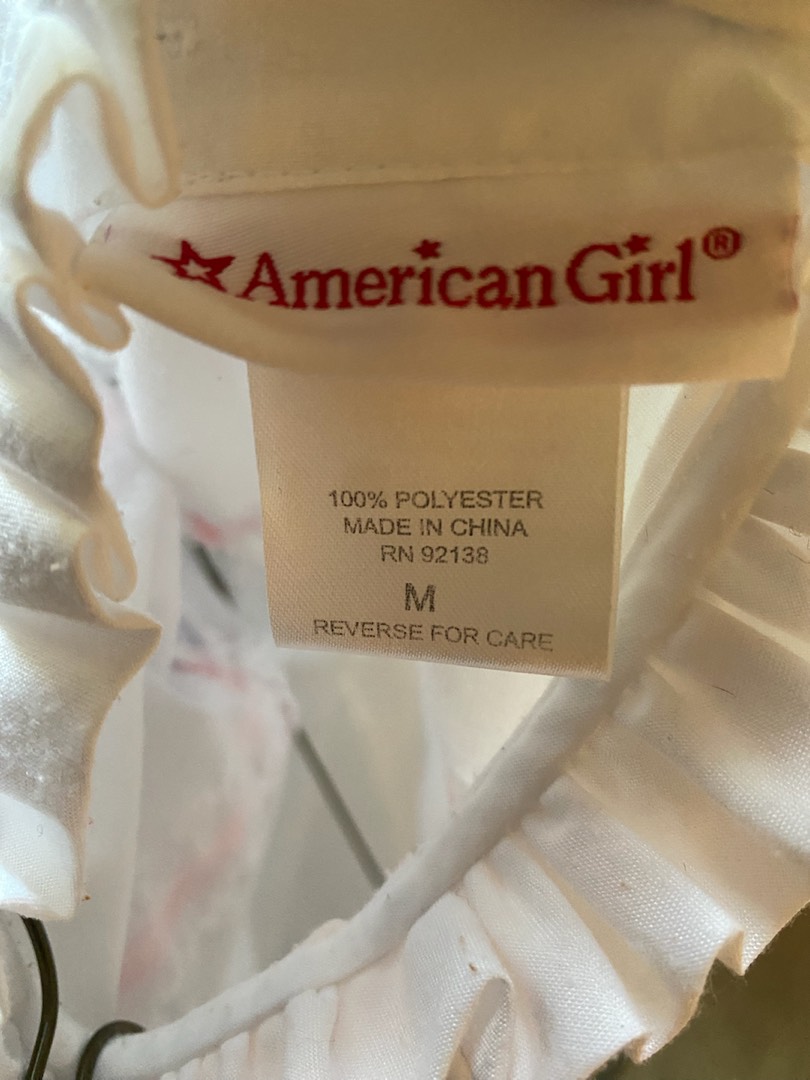 American Girl®
100% POLYESTER
MADE IN CHINA
RN 92138
M
REVERSE FOR CARE